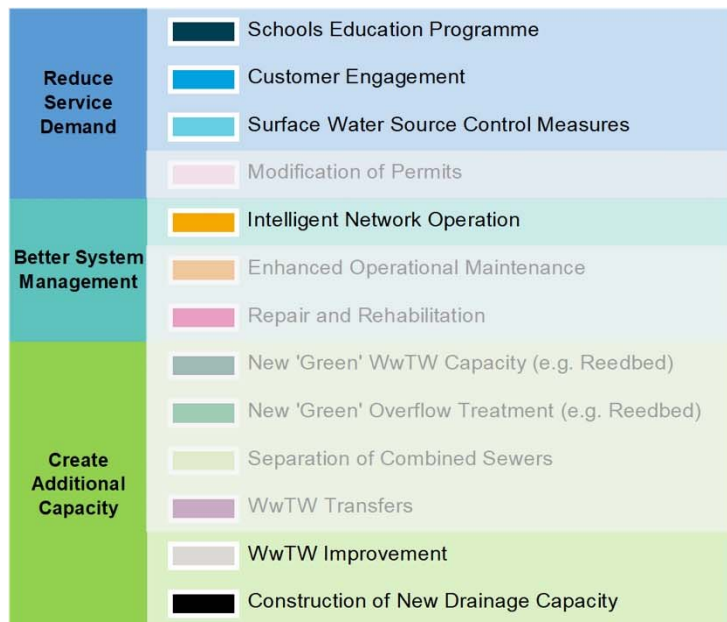 Reduce
Service
Demand
Schools Education Programme
Customer Engagement
Surface Water Source Control Measures
Modification of Permits
Better System
Management
Intelligent Network Operation
Enhanced Operational Maintenance
Repair and Rehabilitation
Create
Additional
Capacity
New 'Green' WwTW Capacity (e.g. Reedbed)
New 'Green' Overflow Treatment (e.g. Reedbed)
Separation of Combined Sewers
WwTW Transfers
WwTW Improvement
Construction of New Drainage Capacity